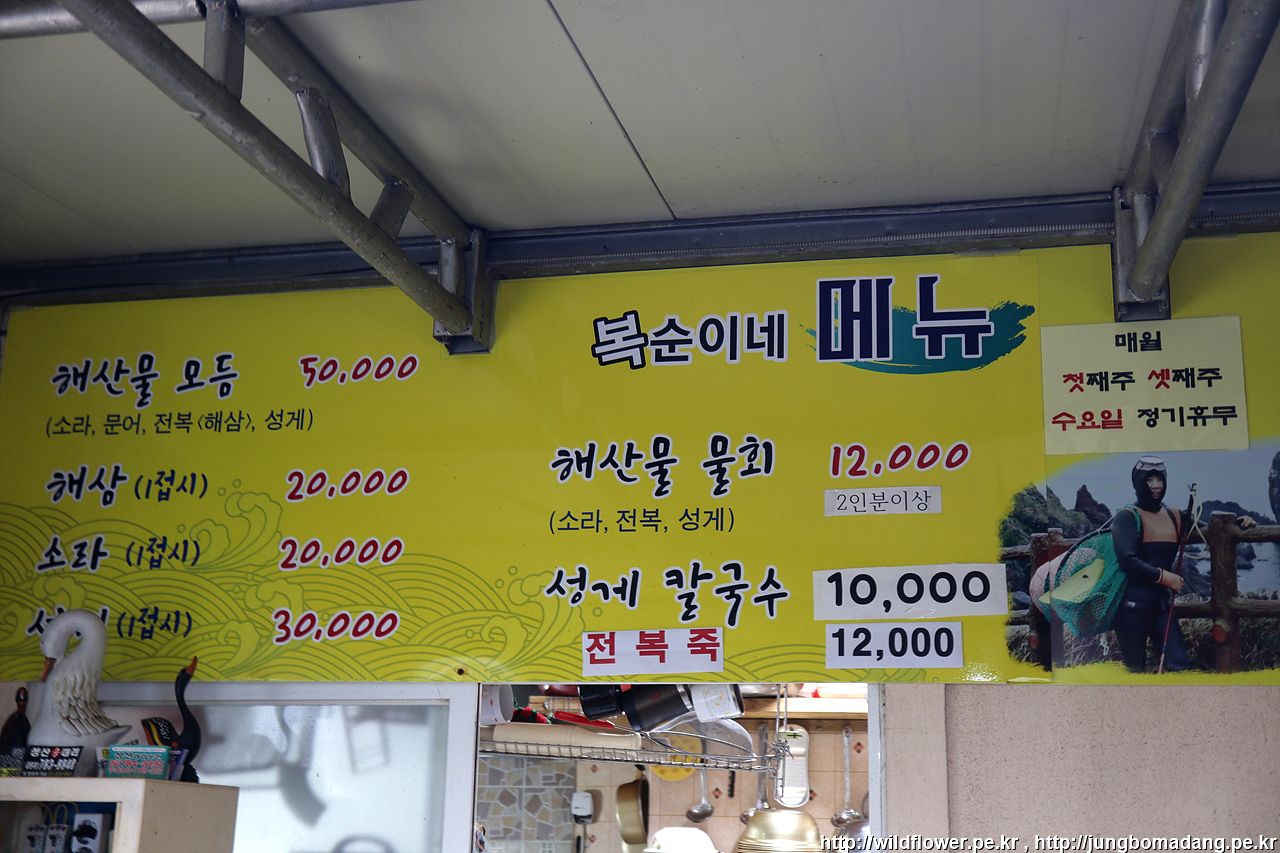 복순이네 메뉴
해산물 모듬 50,000
(소라, 문어, 전복〈해삼〉, 성게)
해삼 (1접시) 20,000
소라 (1접시) 20,000
(1접시) 30,000
해산물 물회 12,000
2인분이상
(소라, 전복, 성게)
성게 칼국수 10,000
전복죽 12,000
매월
첫째주 셋째주
수요일 정기휴무
http://wildflower.pe.kr , http://jungbomadang.pe.kr